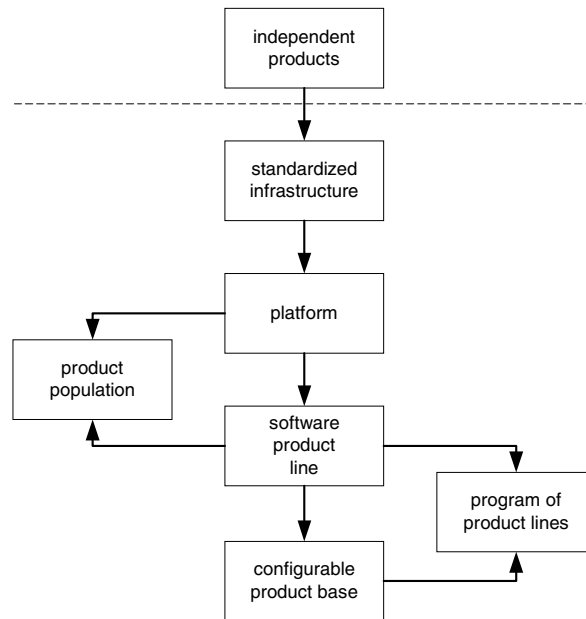 independent
products
standardized
infrastructure
platform
product
population
software
product
line
program of
product lines
configurable
product base